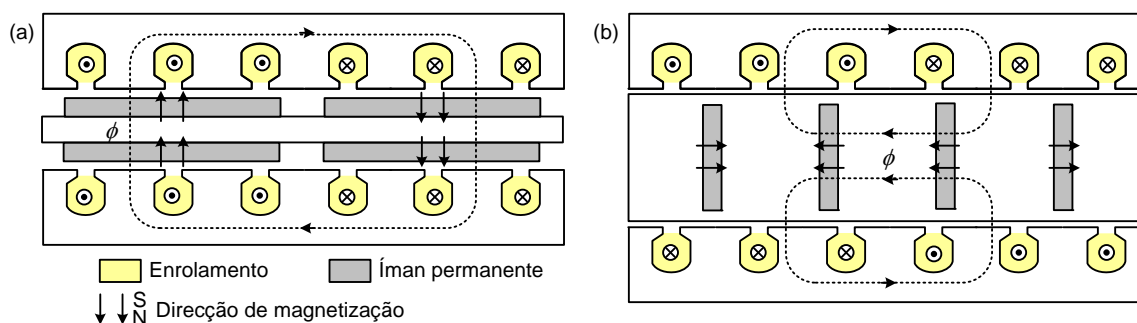 (a)
(b)
ϕ
ϕ
Enrolamento
Íman permanente
S
N
Direcção de magnetização